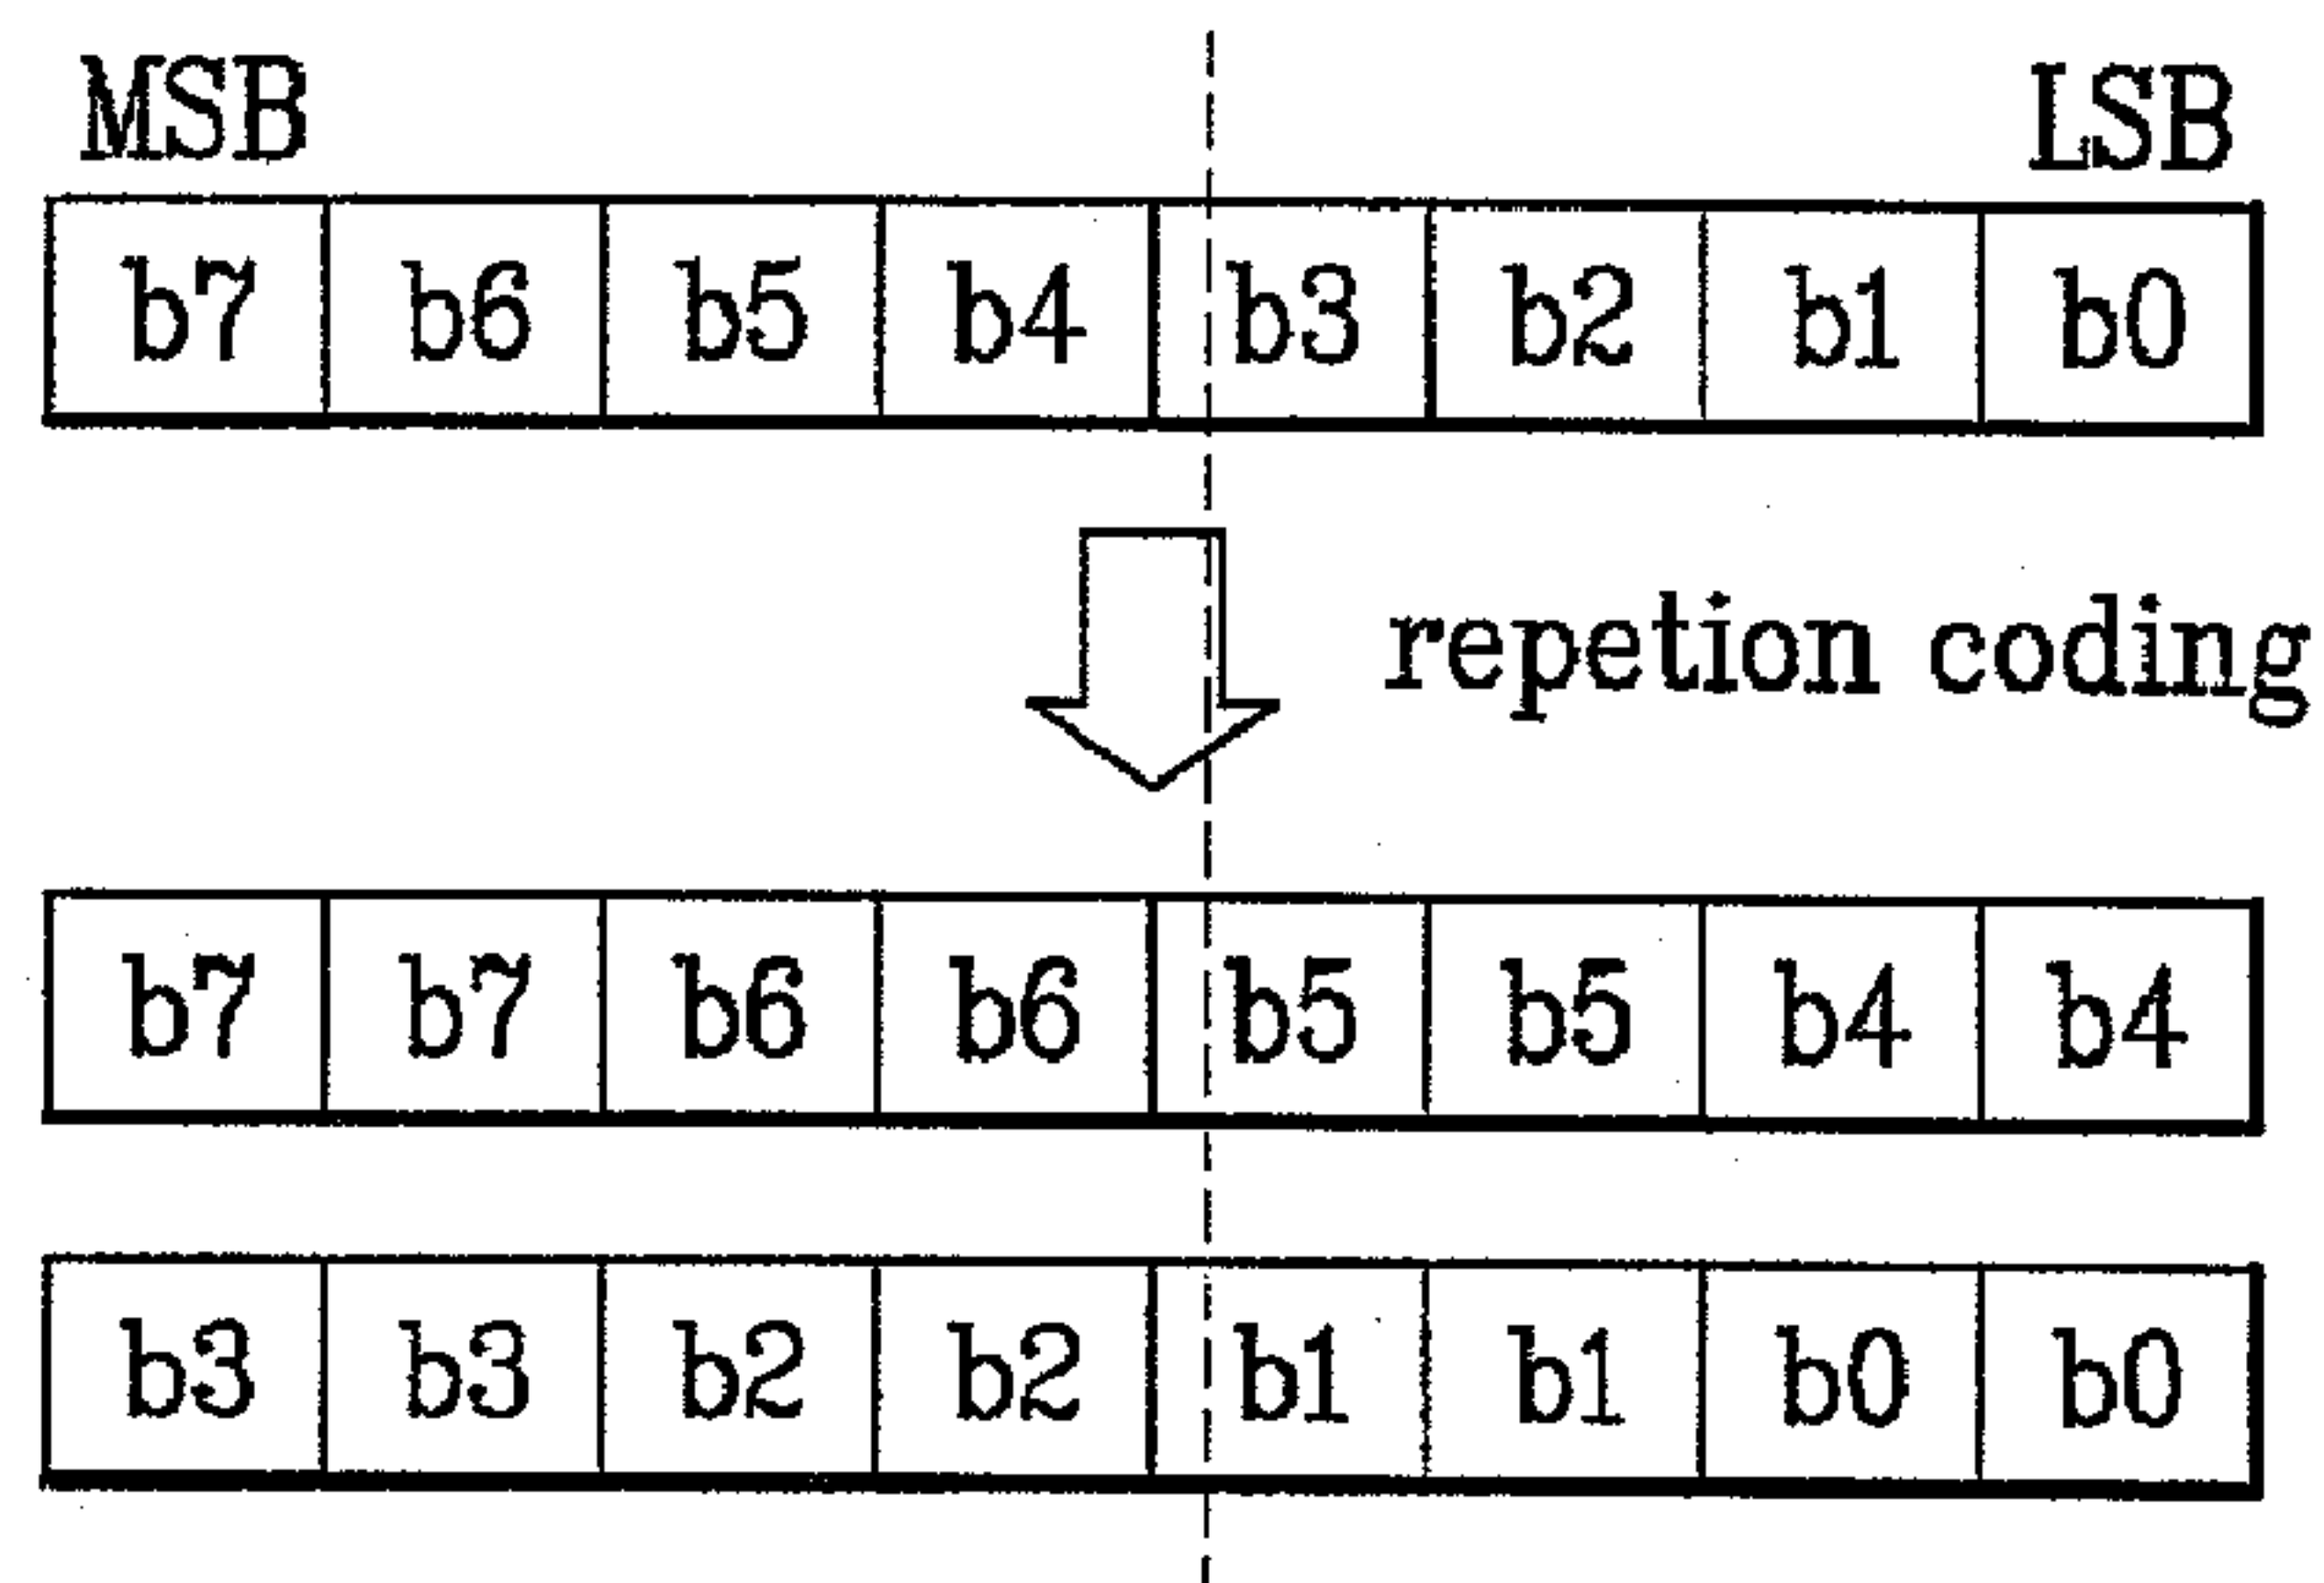 MSB LSB
b7 b6 b5 b4 b3 b2 b1 b0
repetion coding
b7 b7 b6 b6 b5 b5 b4 b4
b3 b3 b2 b2 b1 b1 b0 b0